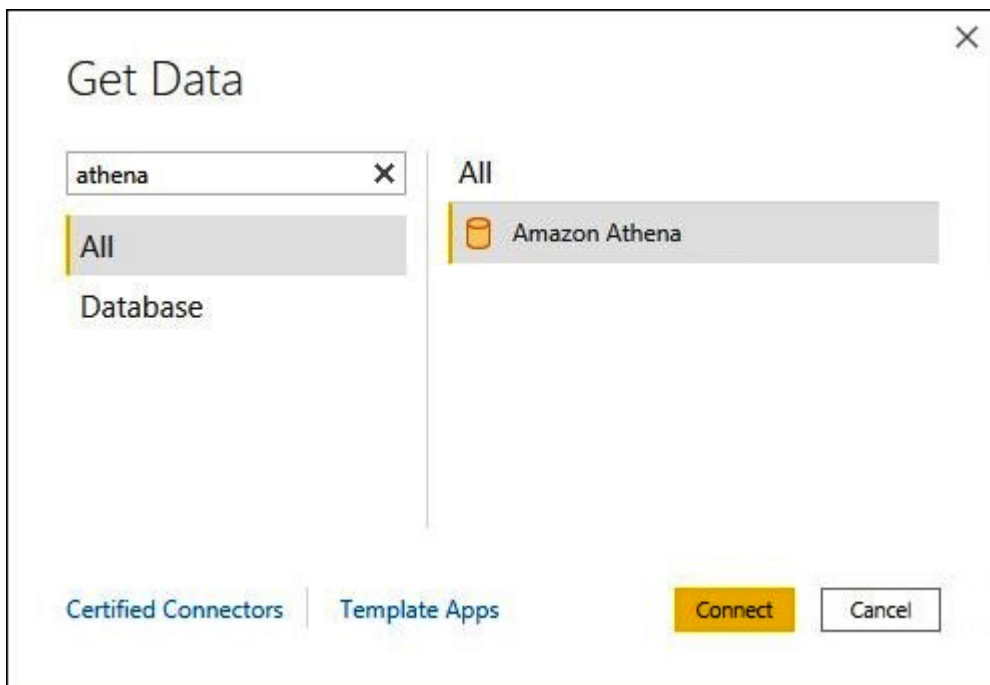 Get Data
athena
All
Database
All
Amazon Athena
Certified Connectors
Template Apps
Connect
Cancel